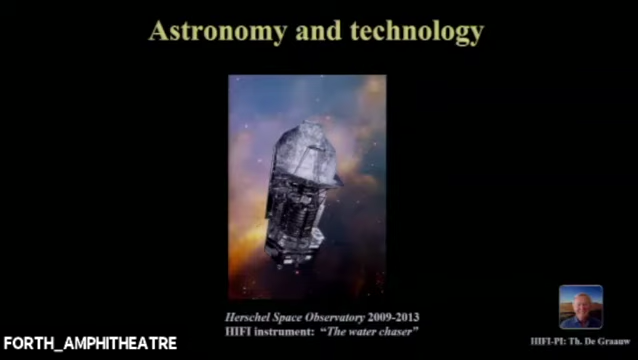 Astronomy and technology
Herschel Space Observatory 2009-2013
HIFI instrument: "The water chaser"
HIFI-PI: Th. De Graauw
FORTH_AMPHITHEATRE